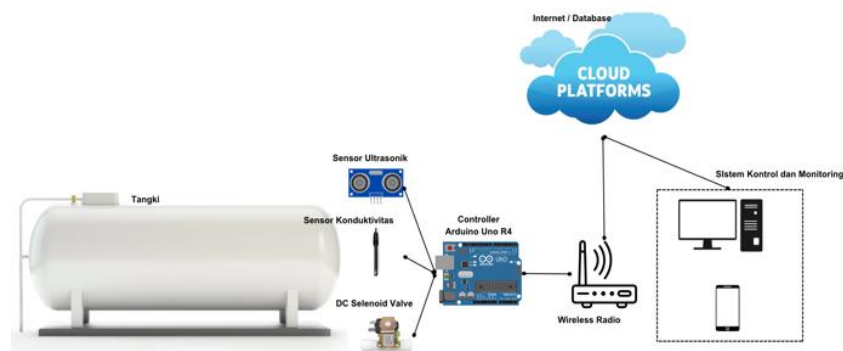 Internet / Database
CLOUD
PLATFORMS
Sensor Ultrasonik
SIstem Kontrol dan Monitoring
Tangki
Sensor Konduktivitas
Controller
Arduino Uno R4
UNO
DC Selenoid Valve
Wireless Radio